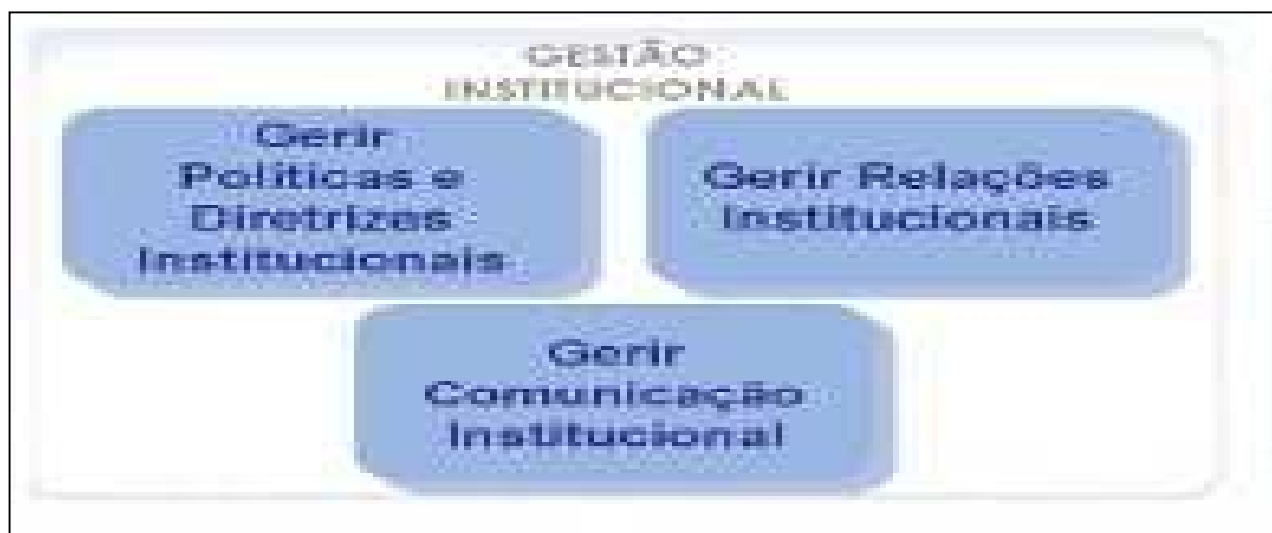 GESTÃO
INSTITUCIONAL
Gerir
Políticas e
Diretrizes
Institucionais
Gerir Relações
Institucionais
Gerir
Comunicação
Institucional